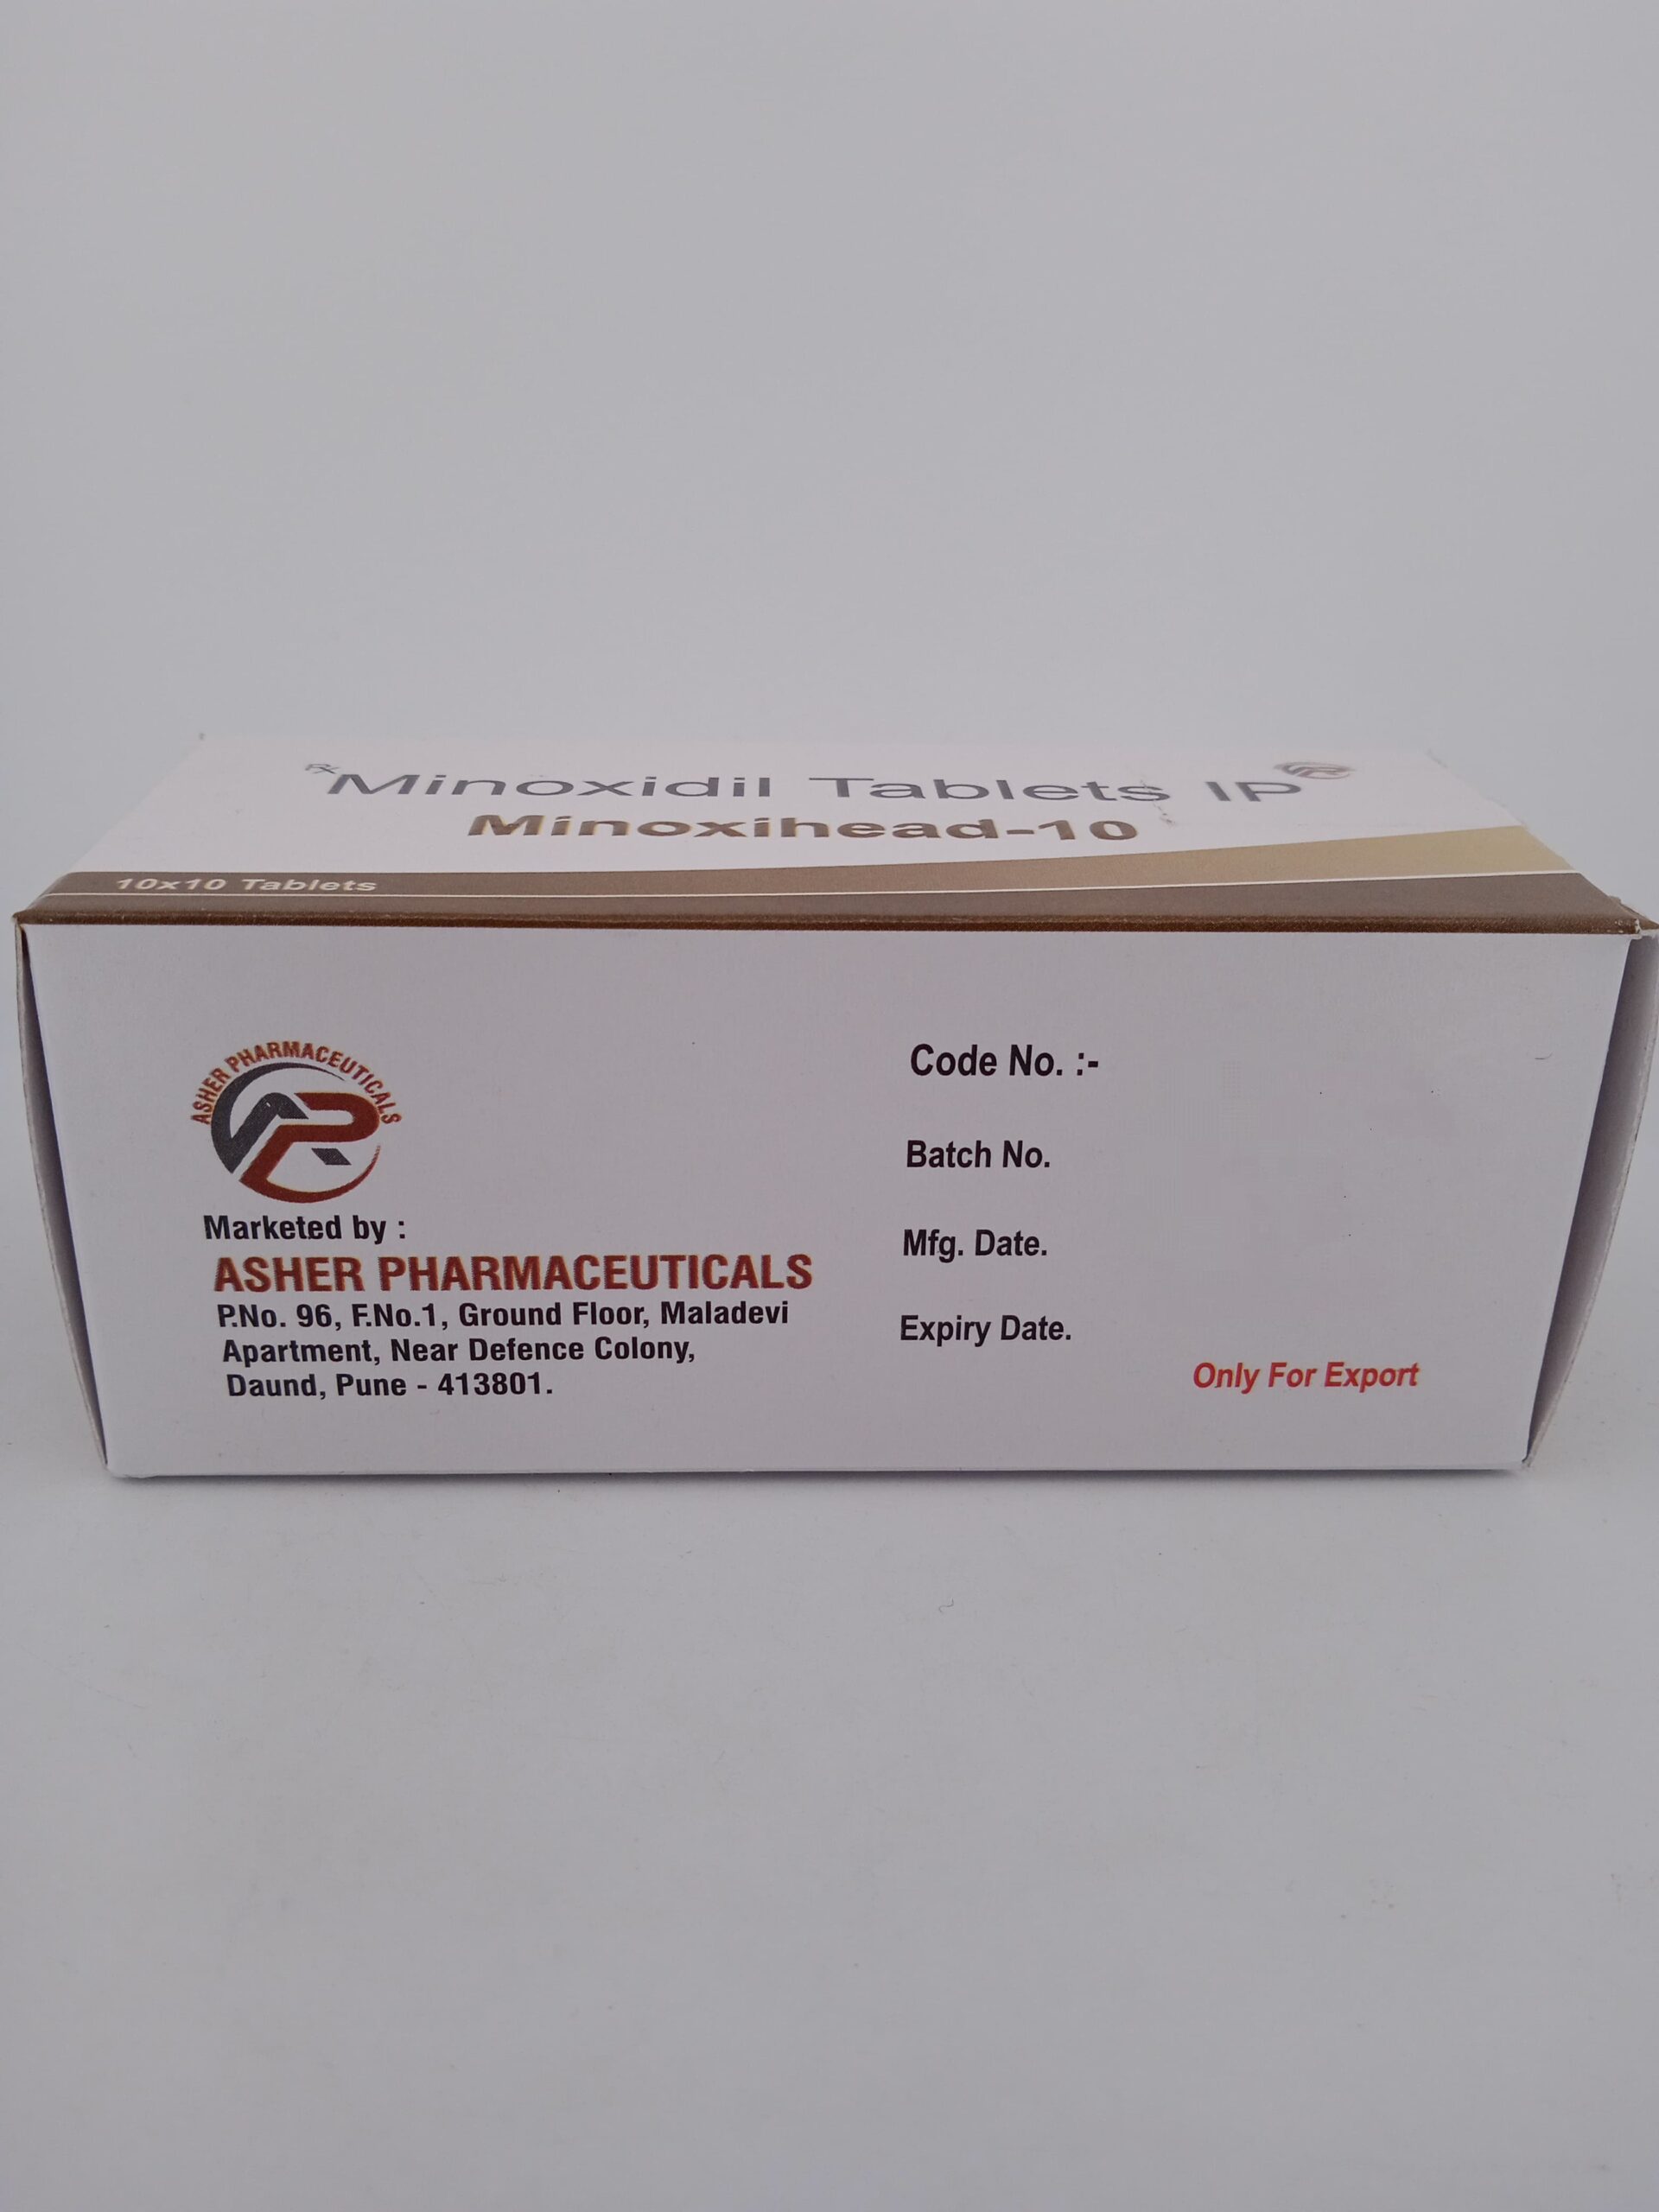 Rx Minoxidil Tablets IP
Minoxihead-10
10x10 Tablets
ASHER PHARMACEUTICALS
Marketed by :
ASHER PHARMACEUTICALS
P.No. 96, F.No.1, Ground Floor, Maladevi
Apartment, Near Defence Colony,
Daund, Pune - 413801.
Code No. :-
Batch No.
Mfg. Date.
Expiry Date.
Only For Export